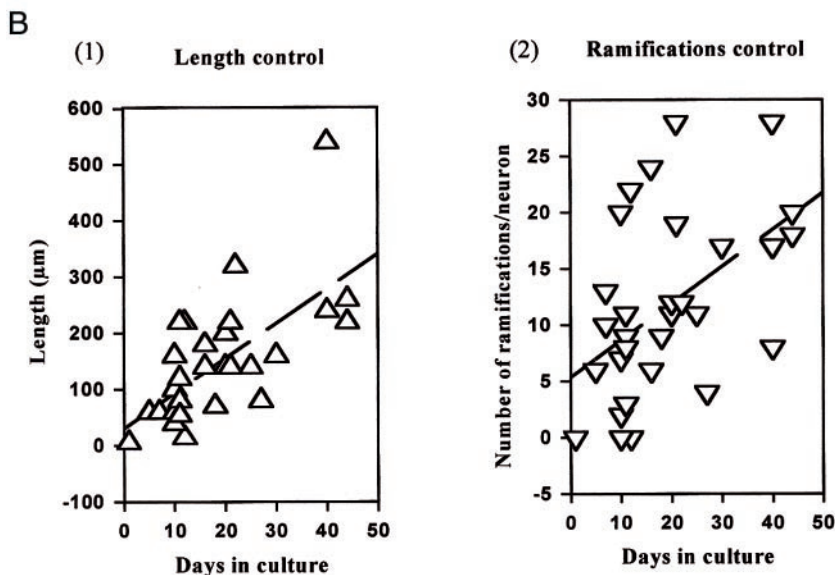 B
(1) Length control
600
500
400
300
200
100
0
-100
Length (µm)
0 10 20 30 40 50
Days in culture
(2) Ramifications control
30
25
20
15
10
5
0
-5
Number of ramifications/neuron
0 10 20 30 40 50
Days in culture